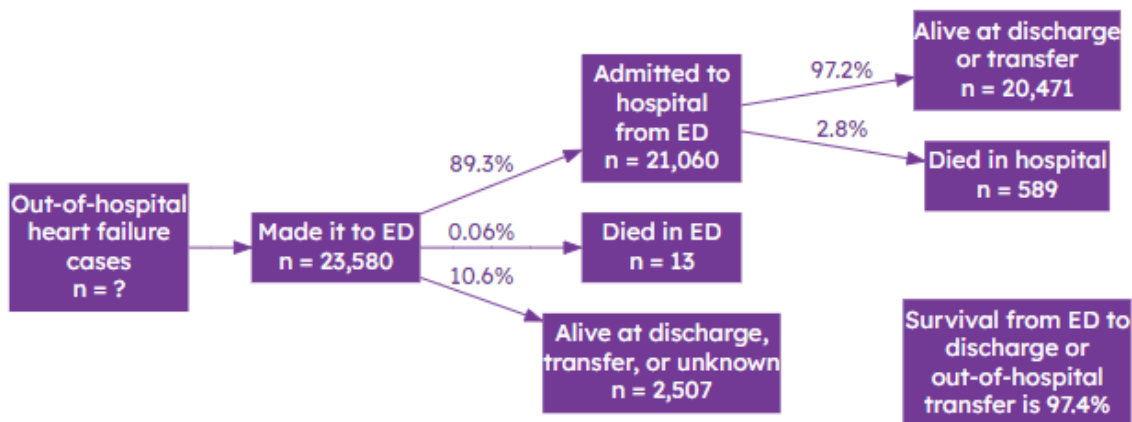 Out-of-hospital
heart failure
cases
n = ?
Made it to ED
n = 23,580
89.3%
0.06%
10.6%
Admitted to
hospital
from ED
n = 21,060
Died in ED
n = 13
Alive at discharge,
transfer, or unknown
n = 2,507
97.2%
2.8%
Alive at discharge
or transfer
n = 20,471
Died in hospital
n = 589
Survival from ED to
discharge or
out-of-hospital
transfer is 97.4%